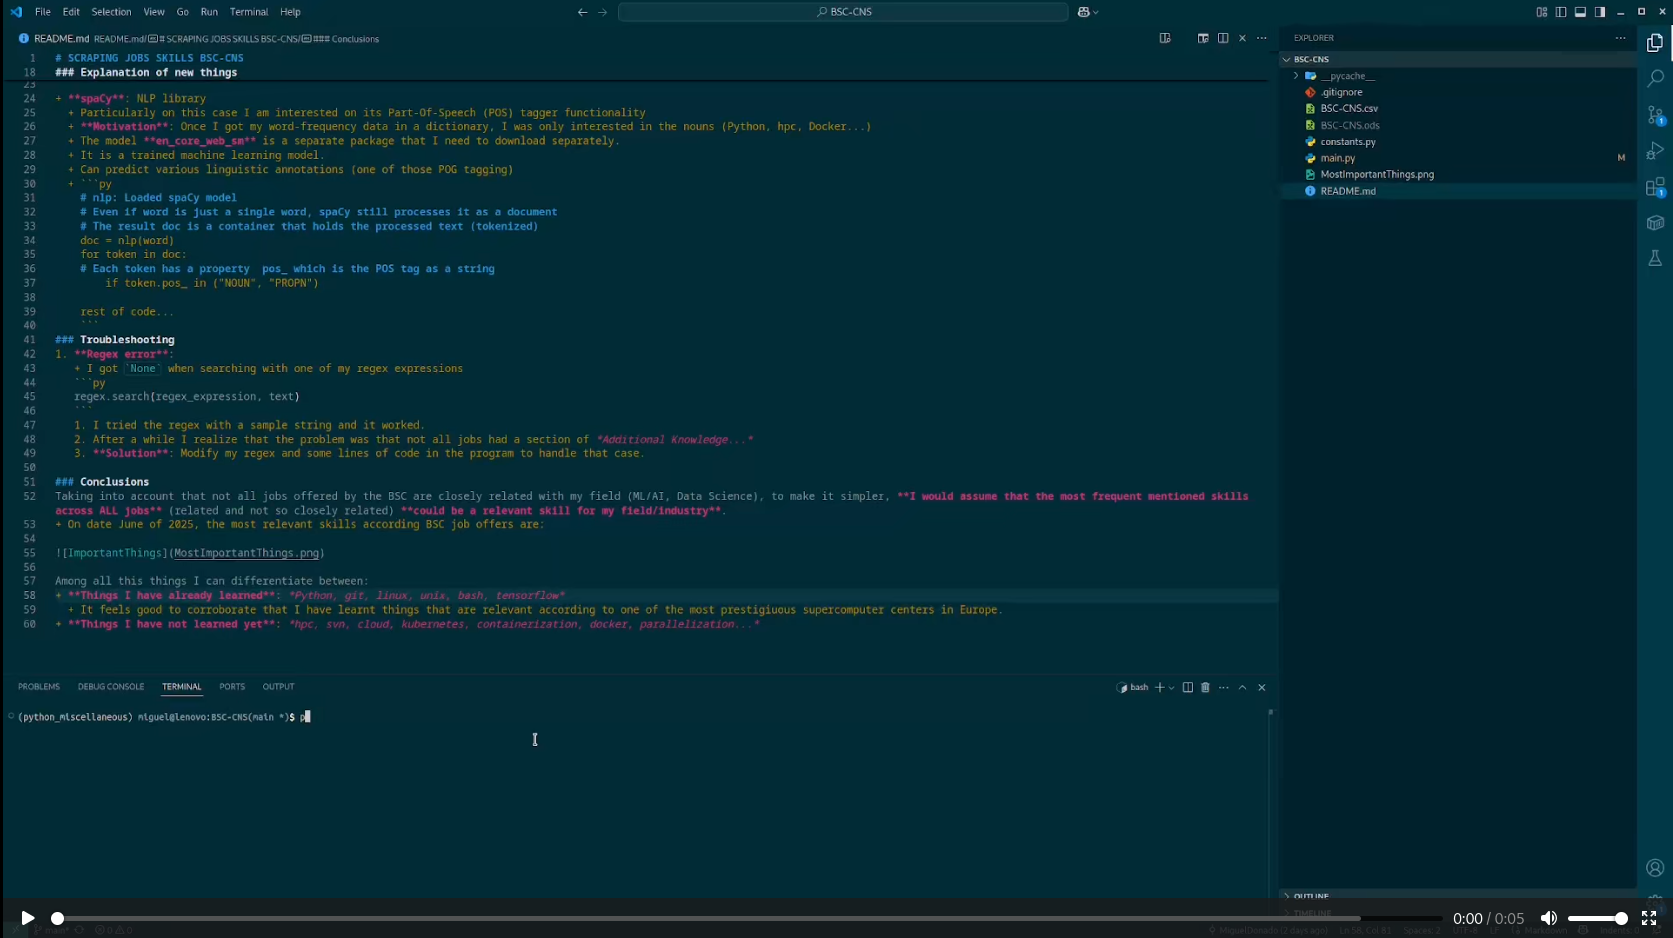 File Edit Selection View Go Run Terminal Help
BSC-CNS
README.md README.md/ # SCRAPING JOBS SKILLS BSC-CNS/ ### Conclusions
1 # SCRAPING JOBS SKILLS BSC-CNS
18 ### Explanation of new things
23
24 + **spaCy**: NLP library
25 + Particularly on this case I am interested on its Part-Of-Speech (POS) tagger functionality
26 + **Motivation**: Once I got my word-frequency data in a dictionary, I was only interested in the nouns (Python, hpc, Docker...)
27 + The model **en_core_web_sm** is a separate package that I need to download separately.
28 + It is a trained machine learning model.
29 + Can predict various linguistic annotations (one of those POG tagging)
30 + ```py
31 # nlp: Loaded spaCy model
32 # Even if word is just a single word, spaCy still processes it as a document
33 # The result doc is a container that holds the processed text (tokenized)
34 doc = nlp(word)
35 for token in doc:
36 # Each token has a property pos_ which is the POS tag as a string
37 if token.pos_ in ("NOUN", "PROPN")
38
39 rest of code...
40 ```
41 ### Troubleshooting
42 1. **Regex error**:
43 + I got `None` when searching with one of my regex expressions
44 ```py
45 regex.search(regex_expression, text)
46 ```
47 1. I tried the regex with a sample string and it worked.
48 2. After a while I realize that the problem was that not all jobs had a section of *Additional Knowledge...*
49 3. **Solution**: Modify my regex and some lines of code in the program to handle that case.
50
51 ### Conclusions
52 Taking into account that not all jobs offered by the BSC are closely related with my field (ML/AI, Data Science), to make it simpler, **I would assume that the most frequent mentioned skills
across ALL jobs** (related and not so closely related) **could be a relevant skill for my field/industry**.
53 + On date June of 2025, the most relevant skills according BSC job offers are:
54
55 ![ImportantThings](MostImportantThings.png)
56
57 Among all this things I can differentiate between:
58 + **Things I have already learned**: *Python, git, linux, unix, bash, tensorflow*
59 + It feels good to corroborate that I have learnt things that are relevant according to one of the most prestigiuous supercomputer centers in Europe.
60 + **Things I have not learned yet**: *hpc, svn, cloud, kubernetes, containerization, docker, parallelization...*
PROBLEMS DEBUG CONSOLE TERMINAL PORTS OUTPUT
bash
(python_miscellaneous) miguel@lenovo:BSC-CNS(main *)$ p
EXPLORER
BSC-CNS
__pycache__
.gitignore
BSC-CNS.csv
BSC-CNS.ods
constants.py
main.py M
MostImportantThings.png
README.md
1
1
OUTLINE
TIMELINE
0:00 / 0:05
main*
MiguelDonado (2 days ago)
UTF-8
Markdown